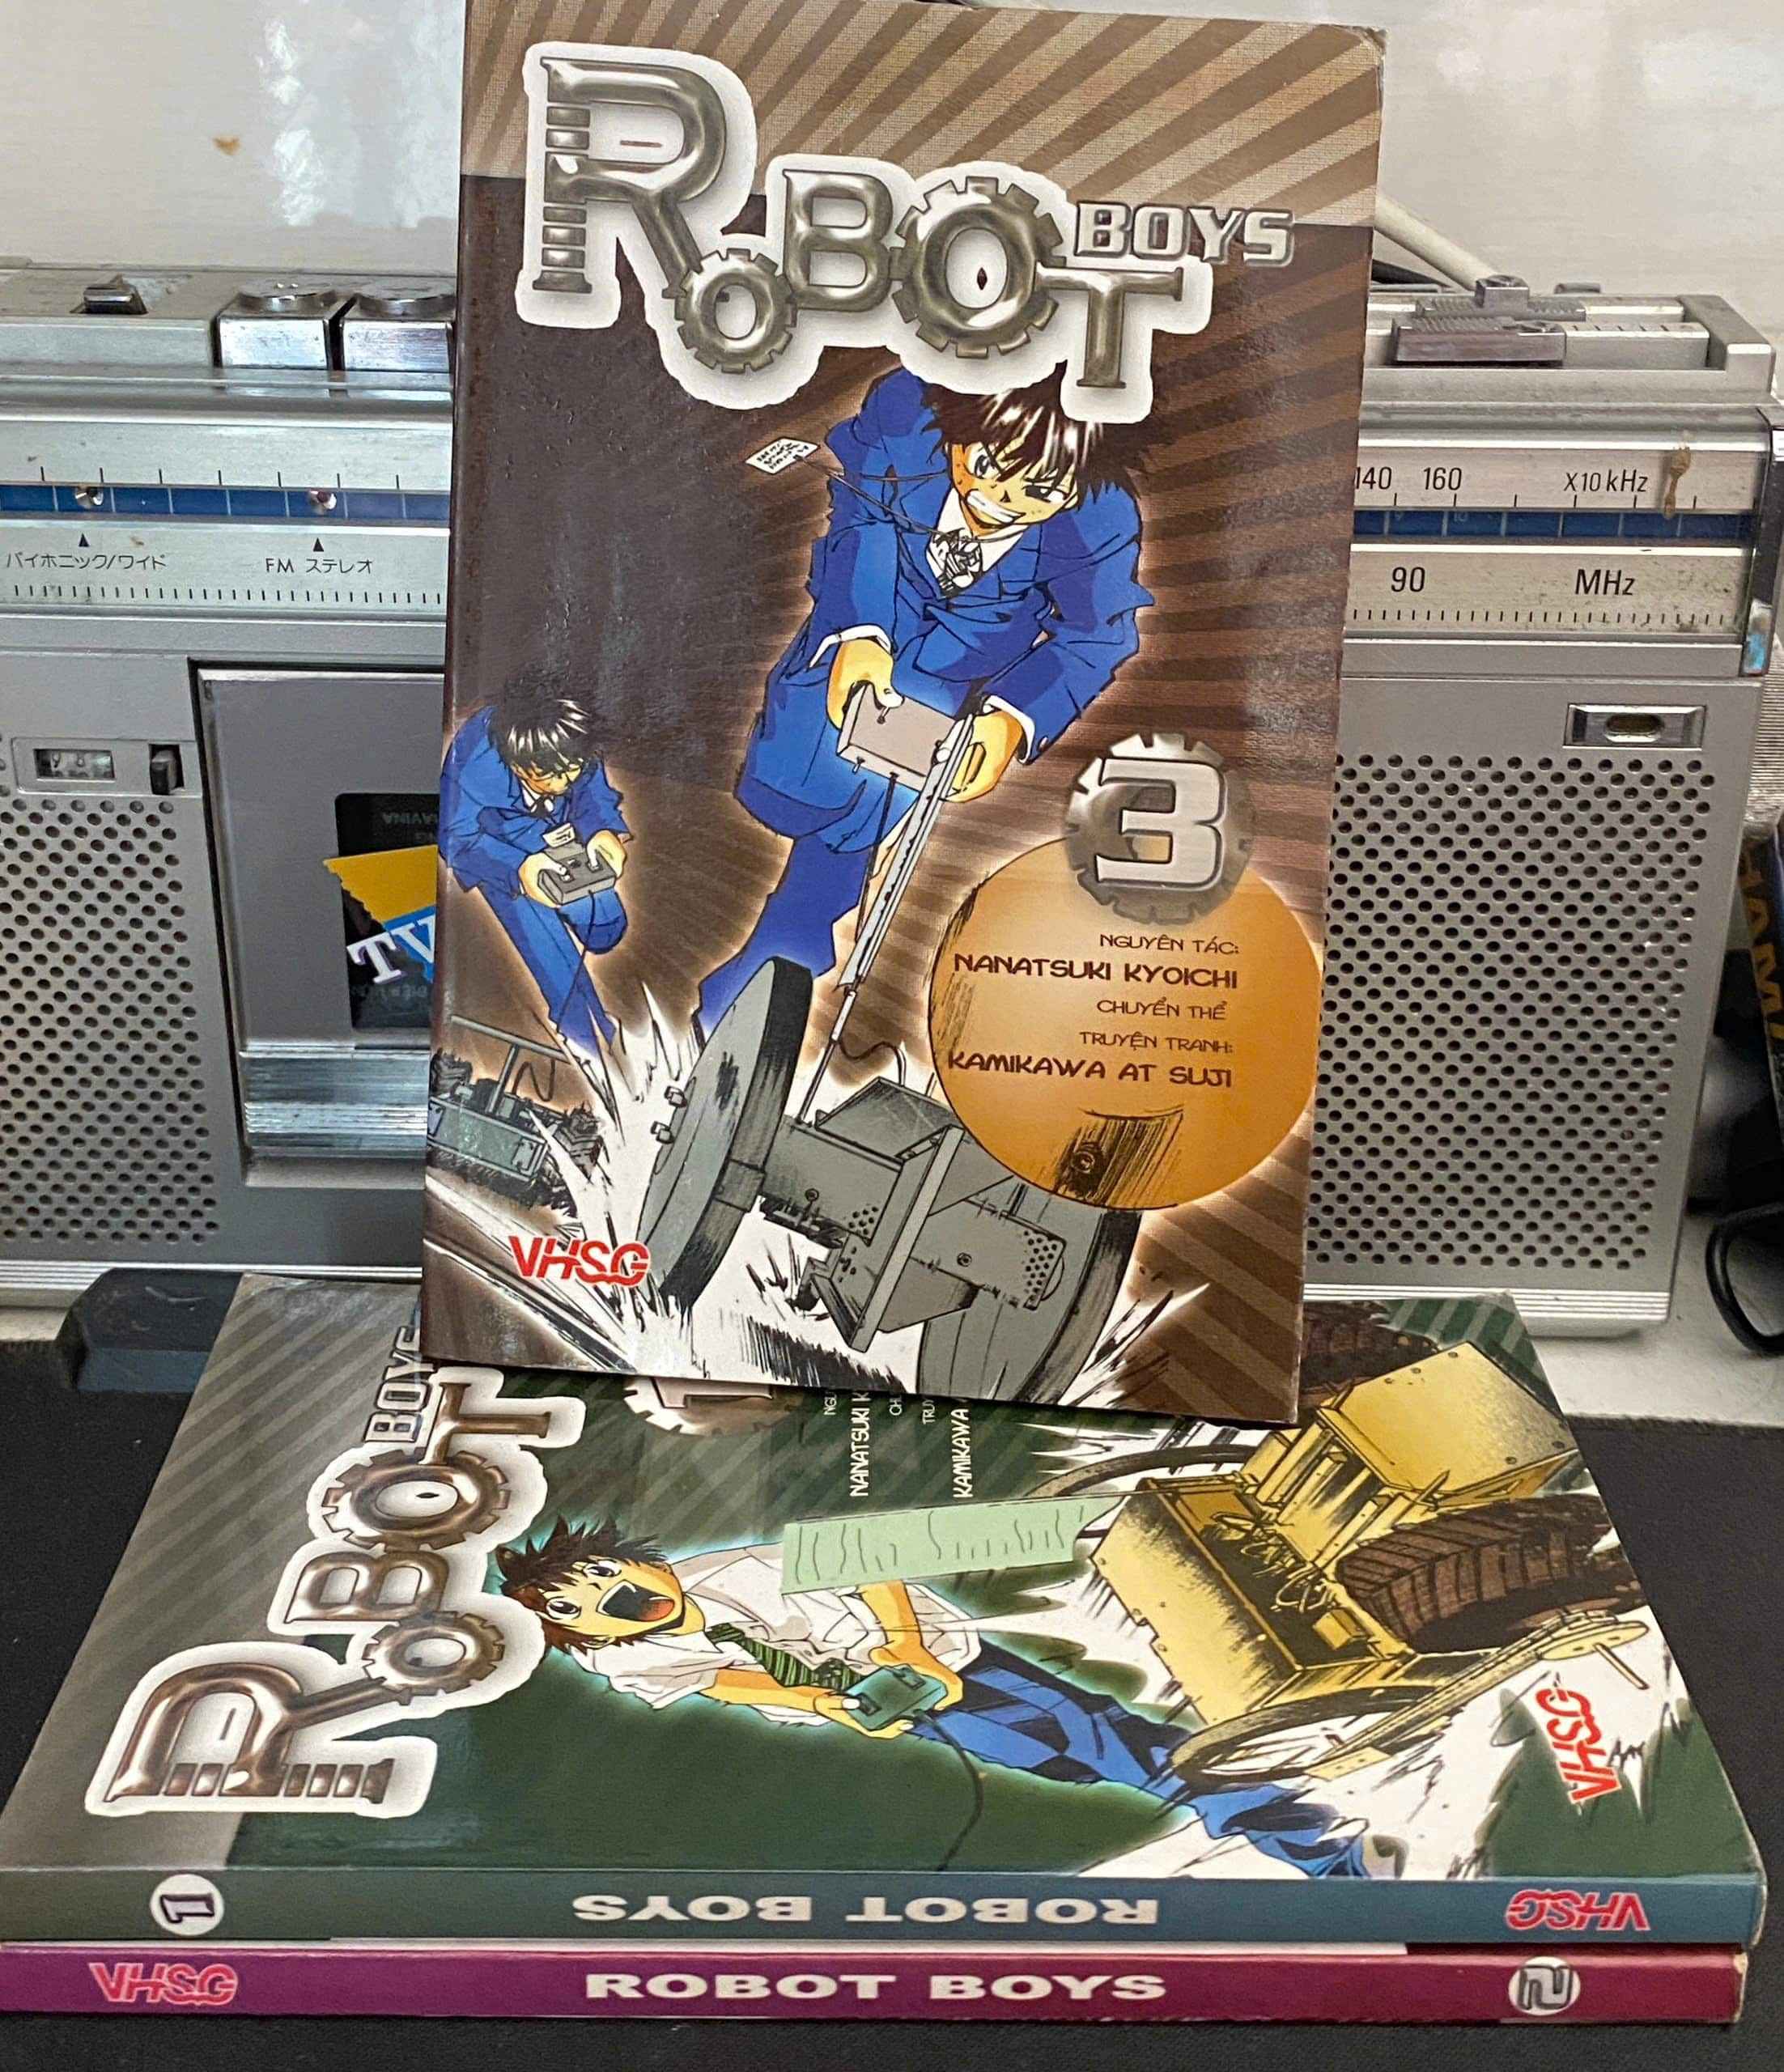 ROBOT BOYS
140 160 X10 kHz
バイホニック/ワイド FM ステレオ
90 MHz
3
NGUYÊN TÁC:
NANATSUKI KYOICHI
CHUYỂN THỂ
TRUYỆN TRANH:
KAMIKAWA AT SUJI
TV
VHSG
ROBOT BOYS
1
NANATSUKI K
KAMIKAWA
VHSG
1 ROBOT BOYS VHSG
VHSG ROBOT BOYS 2